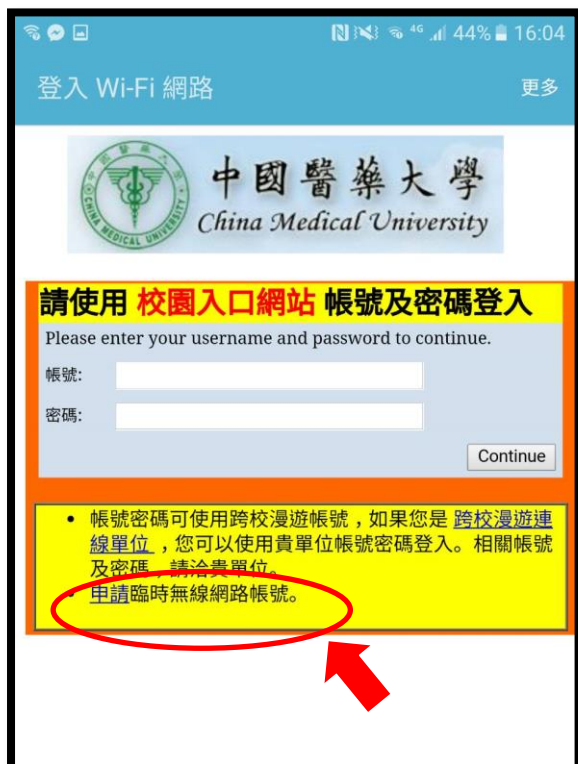 4G 44% 16:04
登入 Wi-Fi 網路 更多
中國醫藥大學
China Medical University
CHINA MEDICAL UNIVERSITY
請使用 校園入口網站 帳號及密碼登入
Please enter your username and password to continue.
帳號:
密碼:
Continue
• 帳號密碼可使用跨校漫遊帳號，如果您是 跨校漫遊連
線單位 ，您可以使用貴單位帳號密碼登入。相關帳號
及密碼，請洽貴單位。
• 申請臨時無線網路帳號。